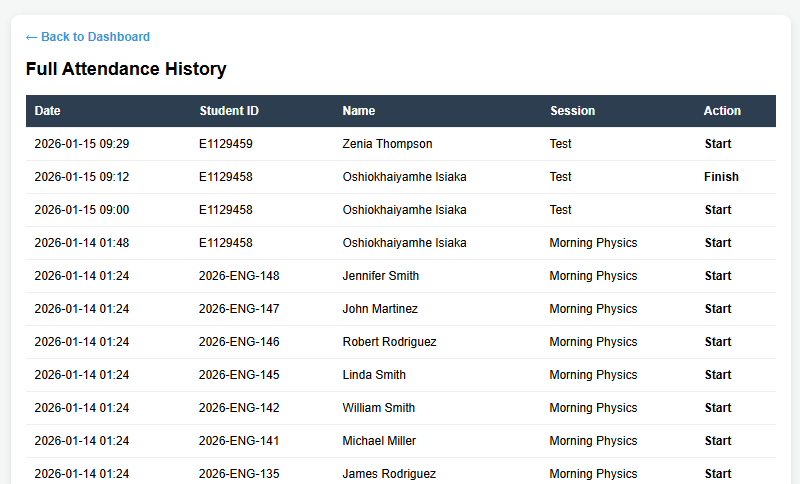 ← Back to Dashboard
Full Attendance History
Date Student ID Name Session Action
2026-01-15 09:29 E1129459 Zenia Thompson Test Start
2026-01-15 09:12 E1129458 Oshiokhaiyamhe Isiaka Test Finish
2026-01-15 09:00 E1129458 Oshiokhaiyamhe Isiaka Test Start
2026-01-14 01:48 E1129458 Oshiokhaiyamhe Isiaka Morning Physics Start
2026-01-14 01:24 2026-ENG-148 Jennifer Smith Morning Physics Start
2026-01-14 01:24 2026-ENG-147 John Martinez Morning Physics Start
2026-01-14 01:24 2026-ENG-146 Robert Rodriguez Morning Physics Start
2026-01-14 01:24 2026-ENG-145 Linda Smith Morning Physics Start
2026-01-14 01:24 2026-ENG-142 William Smith Morning Physics Start
2026-01-14 01:24 2026-ENG-141 Michael Miller Morning Physics Start
2026-01-14 01:24 2026-ENG-135 James Rodriguez Morning Physics Start